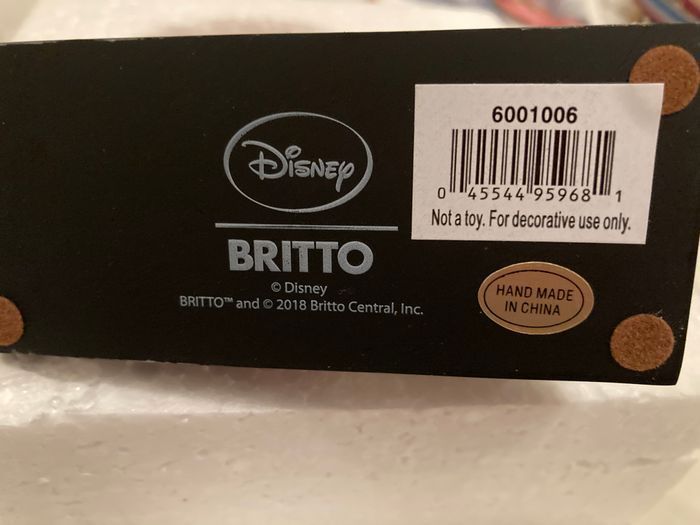 Disney
BRITTO
© Disney
BRITTO™ and © 2018 Britto Central, Inc.
6001006
0 45544 95968 1
Not a toy. For decorative use only.
HAND MADE
IN CHINA